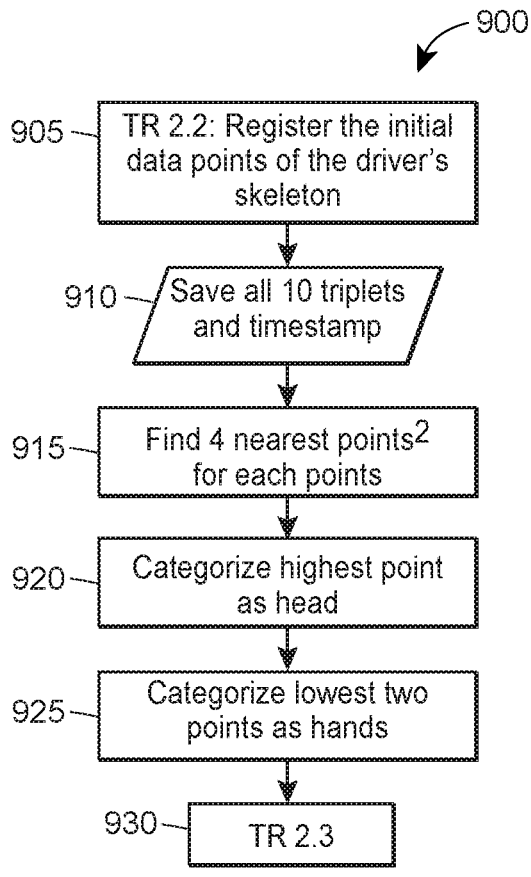 900
905
TR 2.2: Register the initial
data points of the driver's
skeleton
910
Save all 10 triplets
and timestamp
915
Find 4 nearest points2
for each points
920
Categorize highest point
as head
925
Categorize lowest two
points as hands
930
TR 2.3